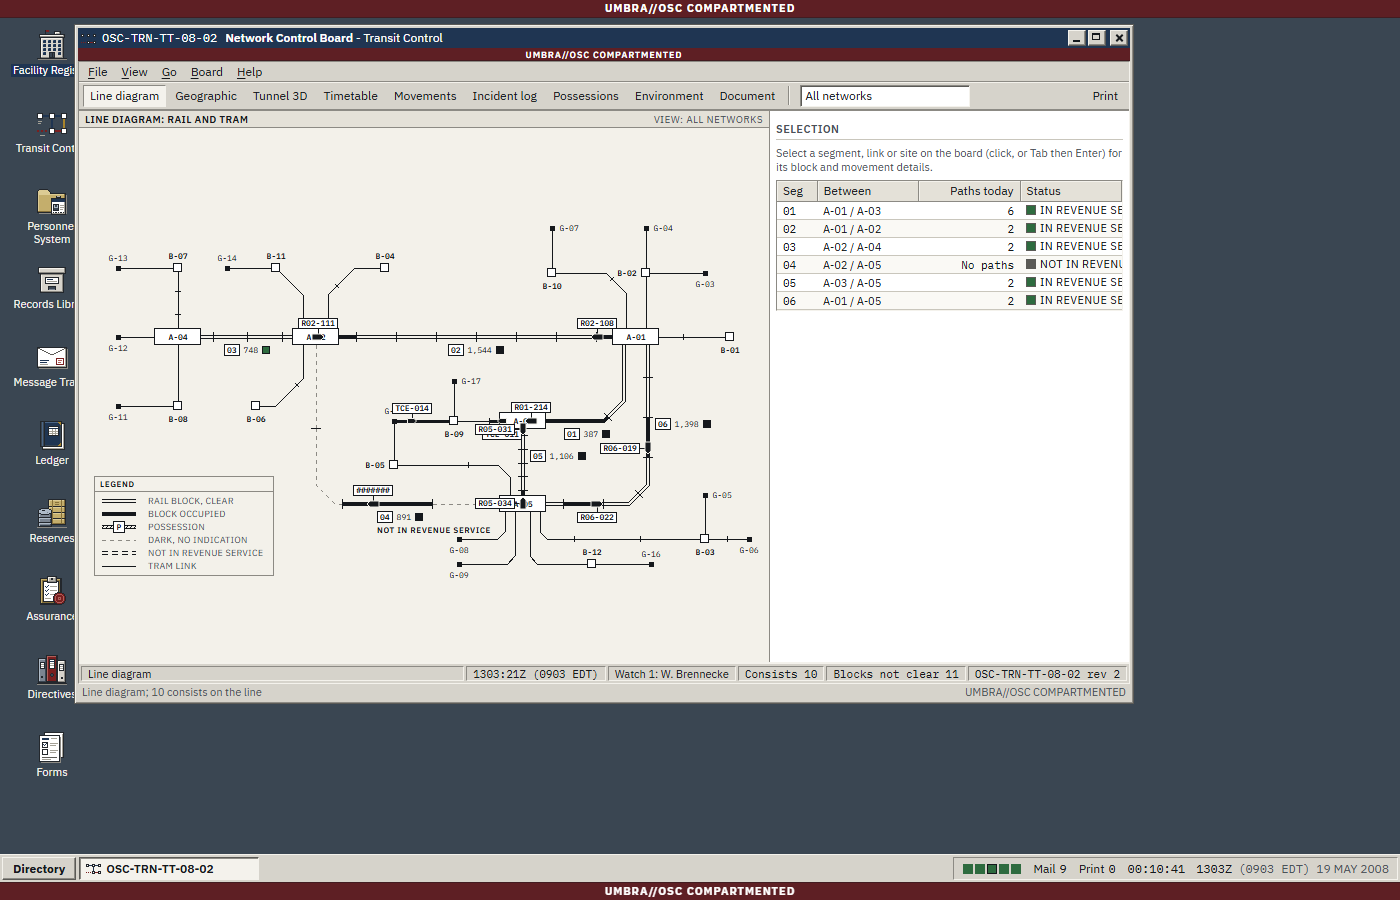 UMBRA//OSC COMPARTMENTED
OSC-TRN-TT-08-02 Network Control Board - Transit Control
UMBRA//OSC COMPARTMENTED
File View Go Board Help
Line diagram Geographic Tunnel 3D Timetable Movements Incident log Possessions Environment Document All networks Print
LINE DIAGRAM: RAIL AND TRAM VIEW: ALL NETWORKS
SELECTION
Select a segment, link or site on the board (click, or Tab then Enter) for
its block and movement details.
Seg Between Paths today Status
01 A-01 / A-03 6 IN REVENUE SE
02 A-01 / A-02 2 IN REVENUE SE
03 A-02 / A-04 2 IN REVENUE SE
04 A-02 / A-05 No paths NOT IN REVENU
05 A-03 / A-05 2 IN REVENUE SE
06 A-01 / A-05 2 IN REVENUE SE
G-07 G-04
G-13 B-07 G-14 B-11 B-04
B-10 B-02 G-03
R02-111 R02-108
A-04 A-01
G-12 B-01
03 748 02 1,544
G-17
G-11 B-08 B-06
TCE-014 R01-214
R05-031
B-09 01 387 06 1,398
R06-019
05 1,106
B-05
#######
R05-034
04 891 R06-022 G-05
NOT IN REVENUE SERVICE
G-08 B-12 G-16 B-03 G-06
G-09
LEGEND
RAIL BLOCK, CLEAR
BLOCK OCCUPIED
P POSSESSION
DARK, NO INDICATION
NOT IN REVENUE SERVICE
TRAM LINK
Line diagram 1303:21Z (0903 EDT) Watch 1: W. Brennecke Consists 10 Blocks not clear 11 OSC-TRN-TT-08-02 rev 2
Line diagram; 10 consists on the line UMBRA//OSC COMPARTMENTED
Facility Regis
Transit Cont
Personne
System
Records Libr
Message Tra
Ledger
Reserves
Assurance
Directives
Forms
Directory OSC-TRN-TT-08-02 Mail 9 Print 0 00:10:41 1303Z (0903 EDT) 19 MAY 2008
UMBRA//OSC COMPARTMENTED